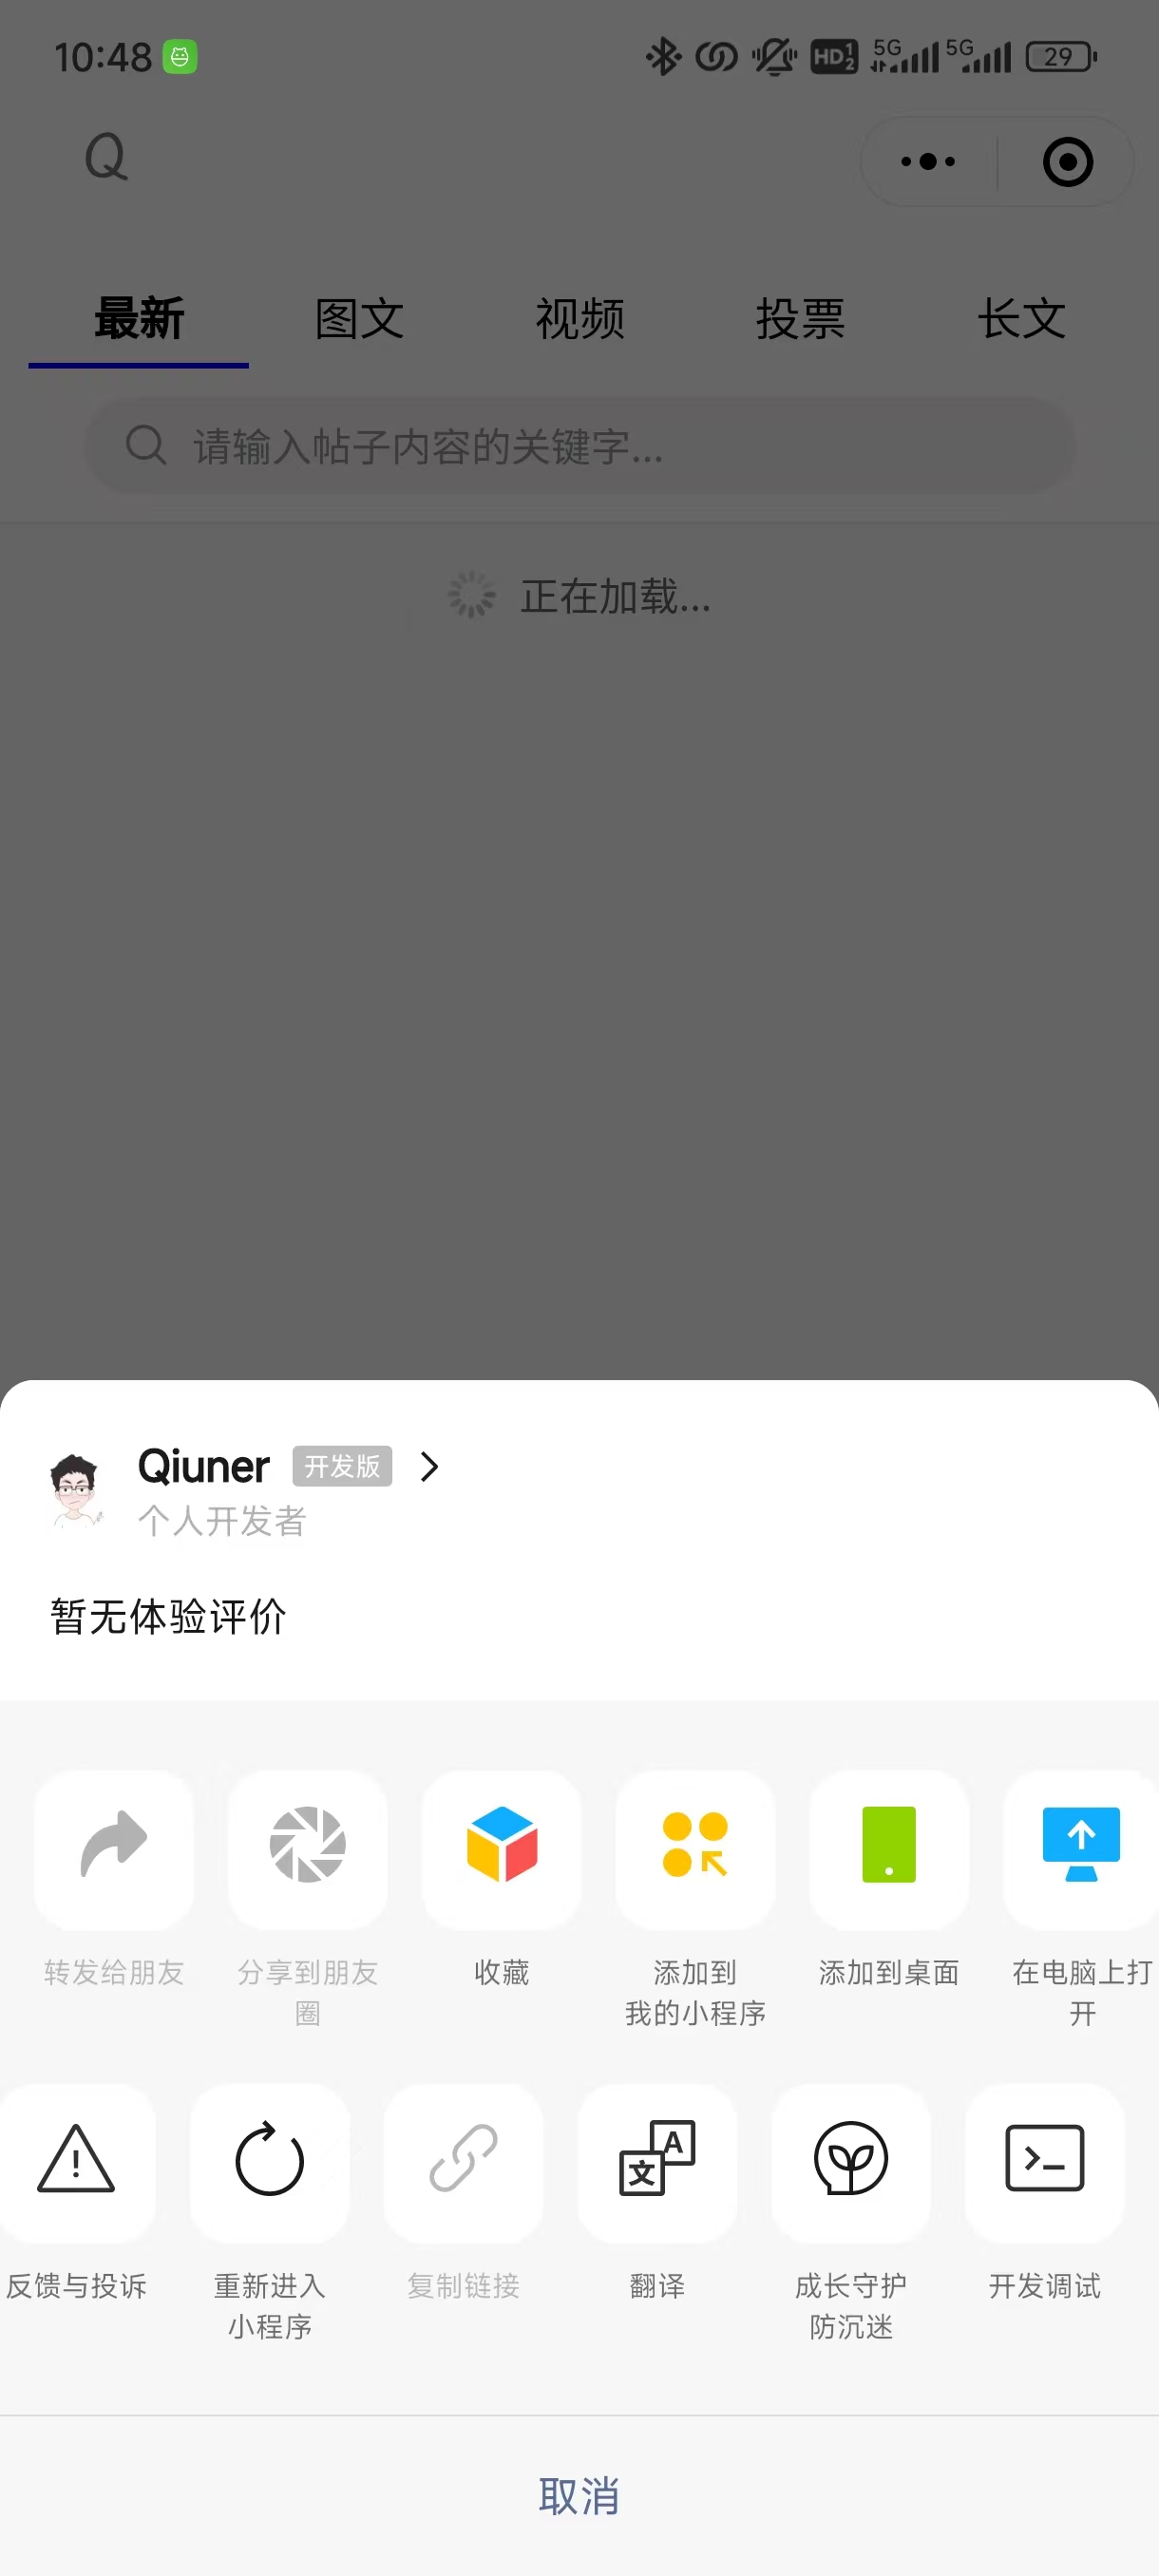 10:48
HD 1 2 5G 5G 29
Q
最新 图文 视频 投票 长文
请输入帖子内容的关键字...
正在加载...
Qiuner 开发版
个人开发者
暂无体验评价
转发给朋友 分享到朋友 收藏 添加到 添加到桌面 在电脑上打
圈 我的小程序 开
文 A
反馈与投诉 重新进入 复制链接 翻译 成长守护 开发调试
小程序 防沉迷
取消